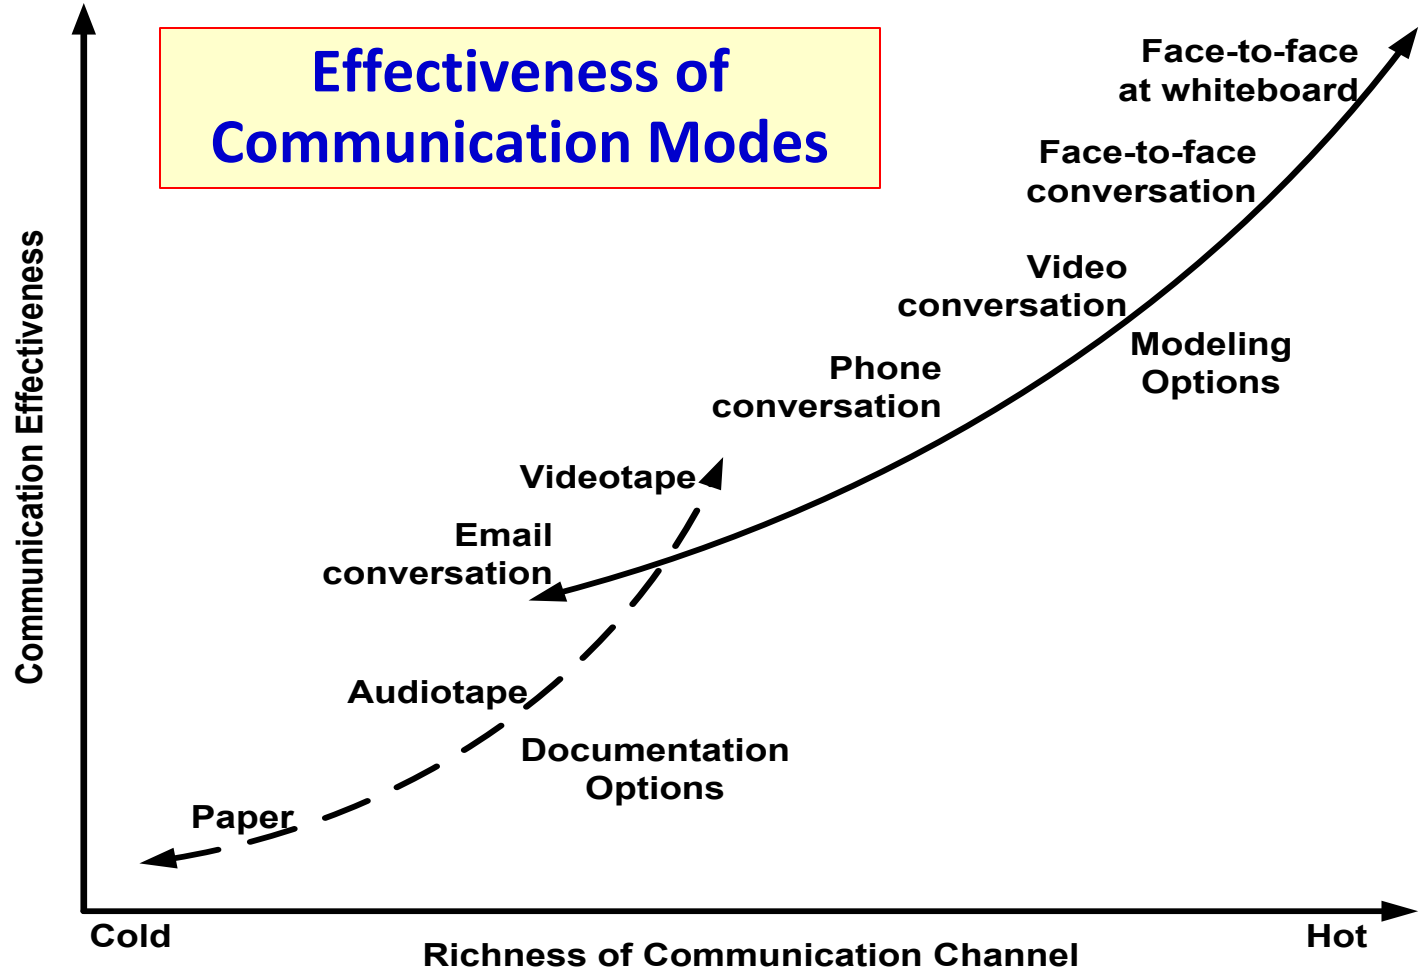 Effectiveness of
Communication Modes
Face-to-face
at whiteboard
Face-to-face
conversation
Video
conversation
Modeling
Options
Phone
conversation
Videotape
Email
conversation
Audiotape
Documentation
Options
Paper
Communication Effectiveness
Cold
Hot
Richness of Communication Channel